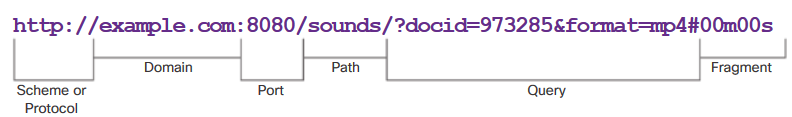 http://example.com:8080/sounds/?docid=973285&format=mp4#00m00s
Domain
Path
Fragment
Scheme or
Protocol
Port
Query